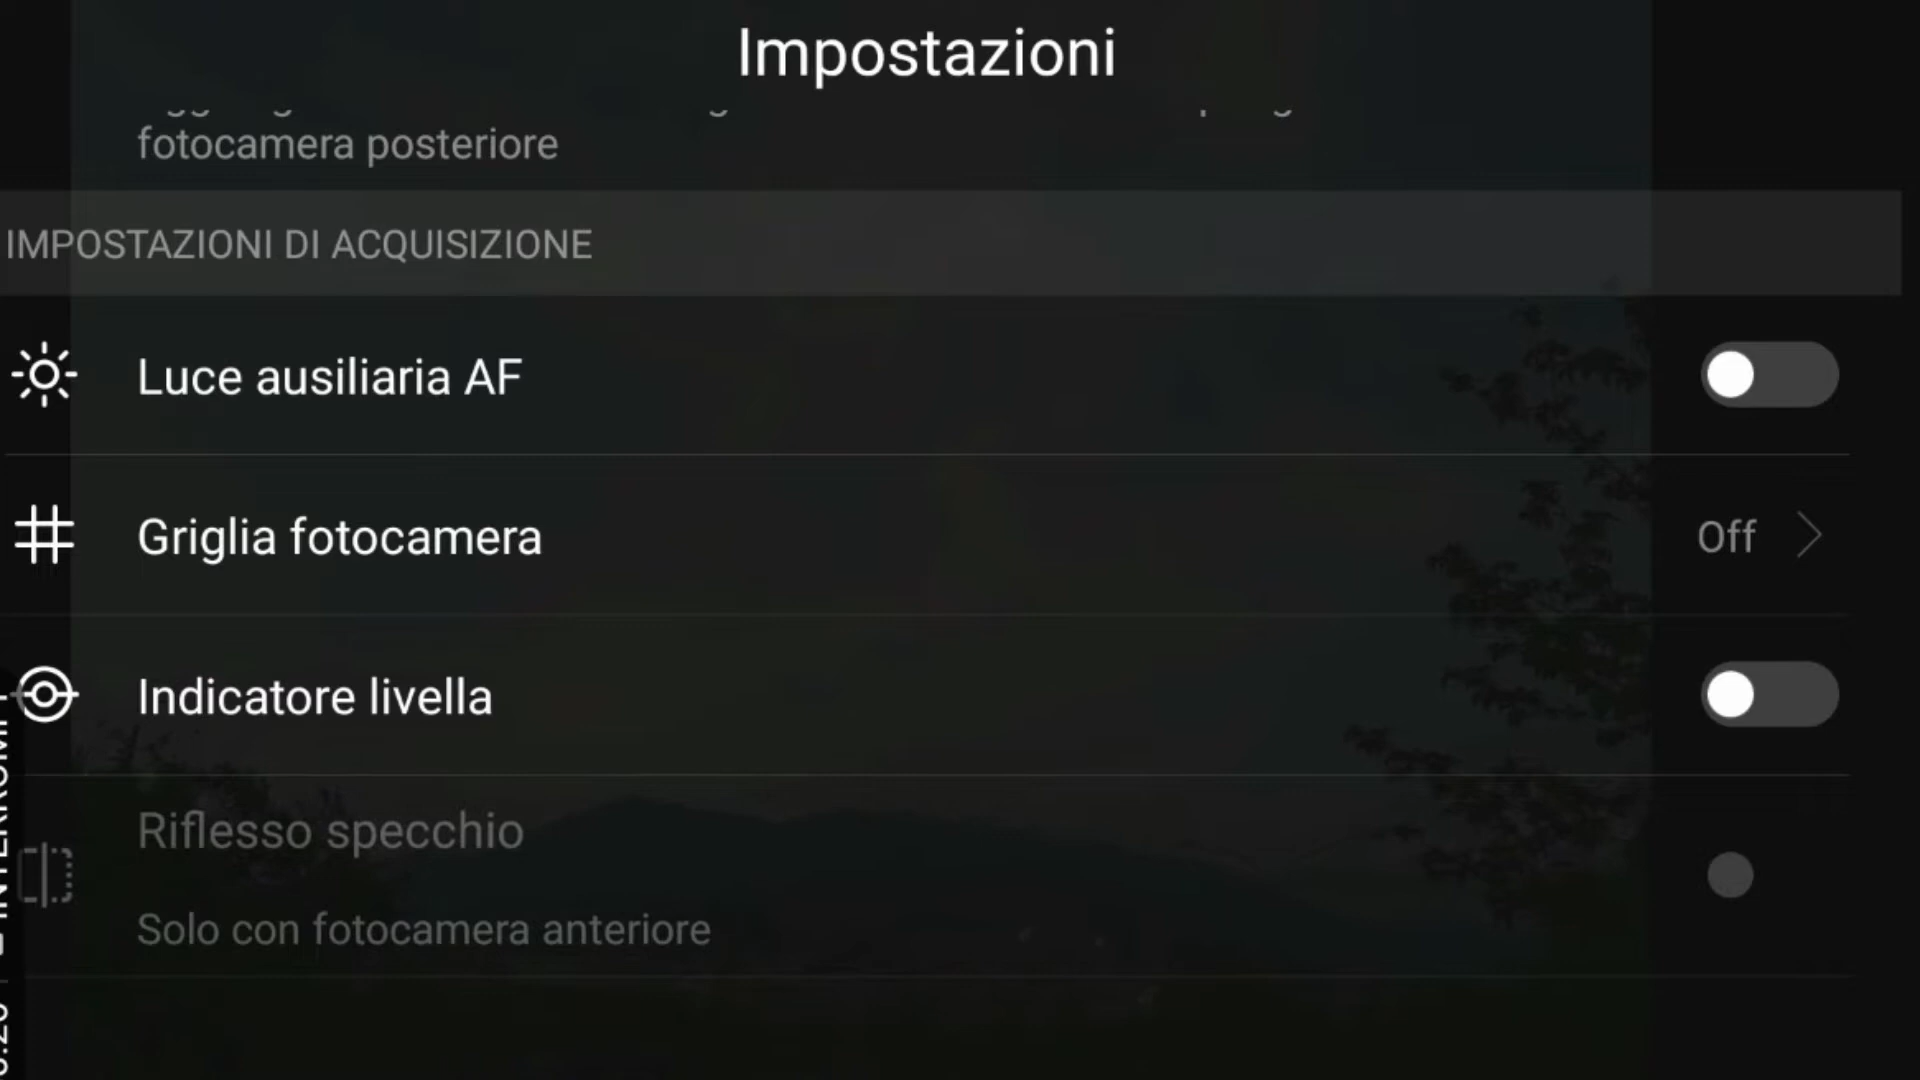 Impostazioni
fotocamera posteriore
IMPOSTAZIONI DI ACQUISIZIONE
Luce ausiliaria AF
Griglia fotocamera
Off
Indicatore livella
Riflesso specchio
Solo con fotocamera anteriore